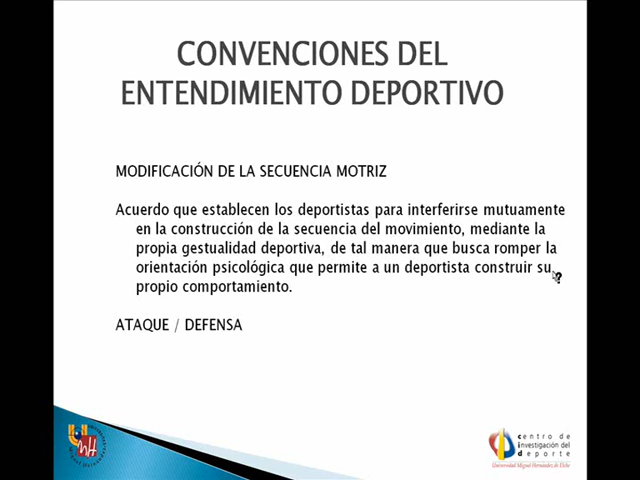 CONVENCIONES DEL
ENTENDIMIENTO DEPORTIVO
MODIFICACIÓN DE LA SECUENCIA MOTRIZ
Acuerdo que establecen los deportistas para interferirse mutuamente
en la construcción de la secuencia del movimiento, mediante la
propia gestualidad deportiva, de tal manera que busca romper la
orientación psicológica que permite a un deportista construir su
propio comportamiento.
ATAQUE / DEFENSA
centro de
investigación del
deporte
Universidad Miguel Hernández de Elche